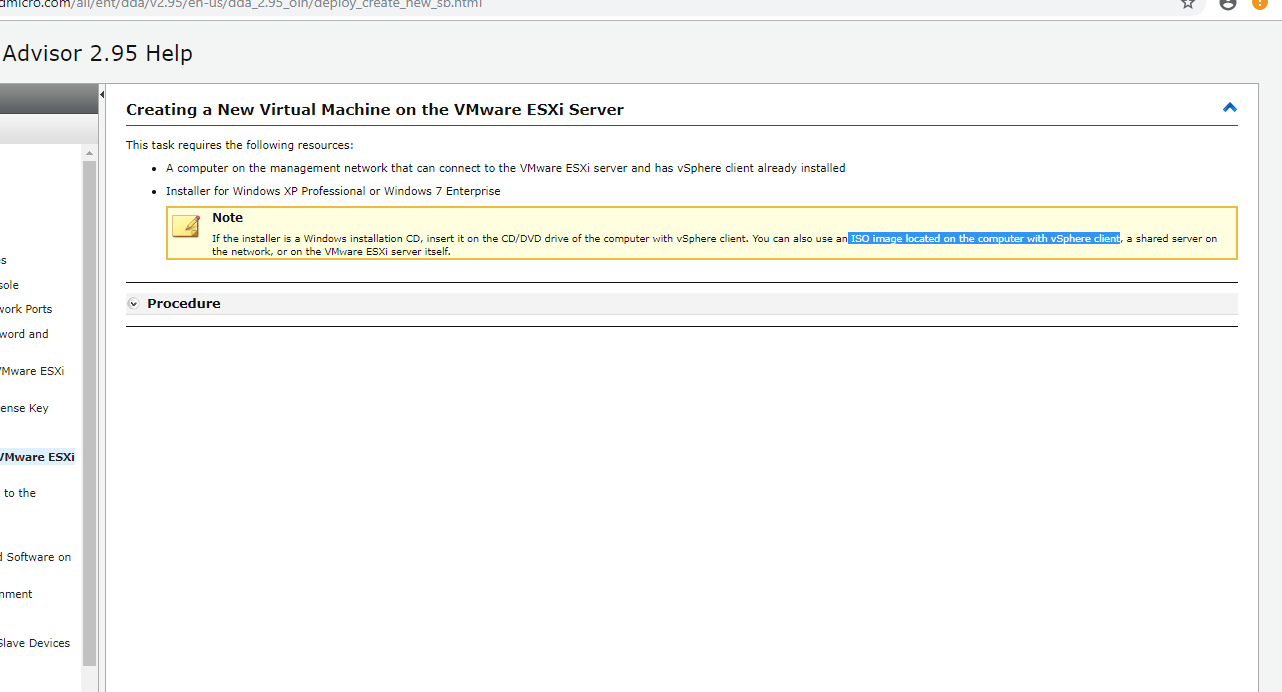 dmicro.com/all/ent/dda/v2.95/en-us/dda_2.95_olh/deploy_create_new_sb.html
Advisor 2.95 Help
Creating a New Virtual Machine on the VMware ESXi Server
This task requires the following resources:
A computer on the management network that can connect to the VMware ESXi server and has vSphere client already installed
Installer for Windows XP Professional or Windows 7 Enterprise
Note
If the installer is a Windows installation CD, insert it on the CD/DVD drive of the computer with vSphere client. You can also use an ISO image located on the computer with vSphere client, a shared server on
the network, or on the VMware ESXi server itself.
Procedure
es
sole
work Ports
word and
VMware ESXi
ense Key
VMware ESXi
to the
d Software on
nment
Slave Devices